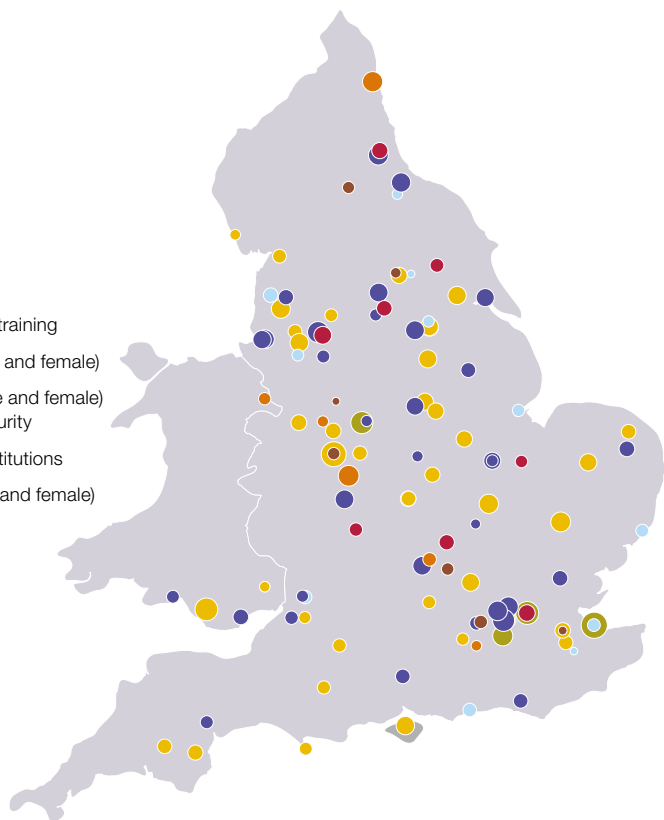 training
and female)
e and female)
urity
titutions
and female)